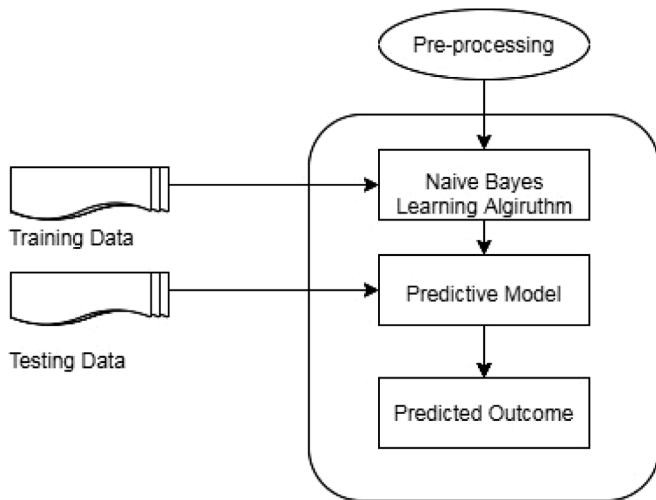 Pre-processing
Naive Bayes
Learning Algiruthm
Training Data
Predictive Model
Testing Data
Predicted Outcome